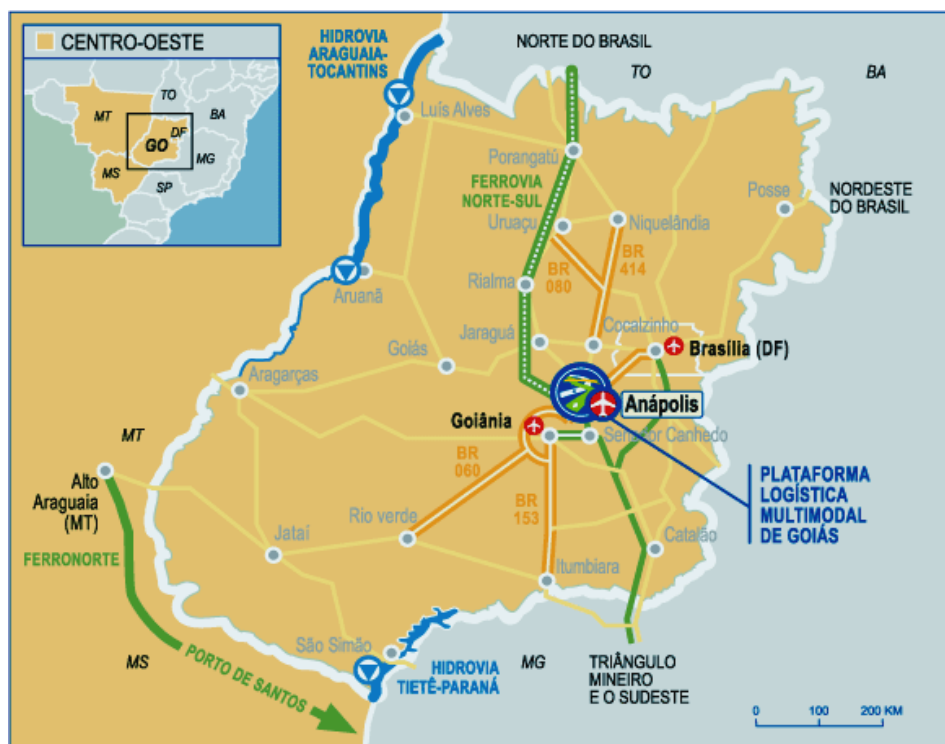 CENTRO-OESTE
TO
MT
BA
DF
GO
MS
MG
SP
HIDROVIA
ARAGUAIA-
TOCANTINS
NORTE DO BRASIL
TO
BA
Luís Alves
Porangatú
FERROVIA
NORTE-SUL
Posse
NORDESTE
DO BRASIL
Uruaçu
Niquelândia
BR
080
BR
414
Aruanã
Rialma
Jaraguá
Cocalzinho
Brasília (DF)
Goiás
Aragarças
Anápolis
Goiânia
Senador Canhedo
MT
BR
060
BR
153
PLATAFORMA
LOGÍSTICA
MULTIMODAL
DE GOIÁS
Alto
Araguaia
(MT)
Rio verde
Jataí
Catalão
FERRONORTE
Itumbiara
São Simão
MS
PORTO DE SANTOS
HIDROVIA
TIETÊ-PARANÁ
MG
TRIÂNGULO
MINEIRO
E O SUDESTE
0 100 200 KM